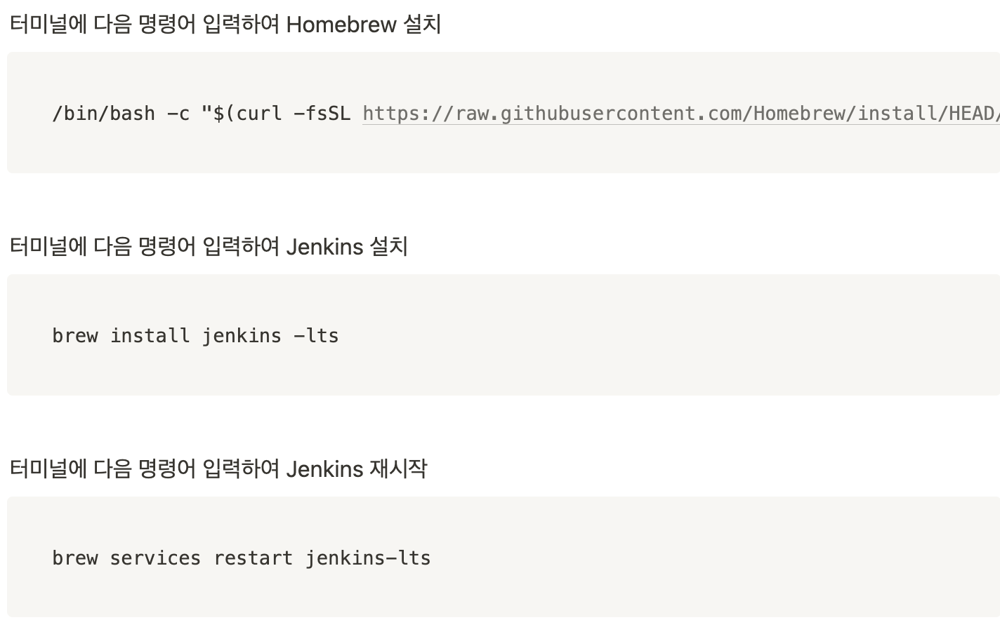 터미널에 다음 명령어 입력하여 Homebrew 설치
/bin/bash -c "$(curl -fsSL https://raw.githubusercontent.com/Homebrew/install/HEAD/
터미널에 다음 명령어 입력하여 Jenkins 설치
brew install jenkins -lts
터미널에 다음 명령어 입력하여 Jenkins 재시작
brew services restart jenkins-lts